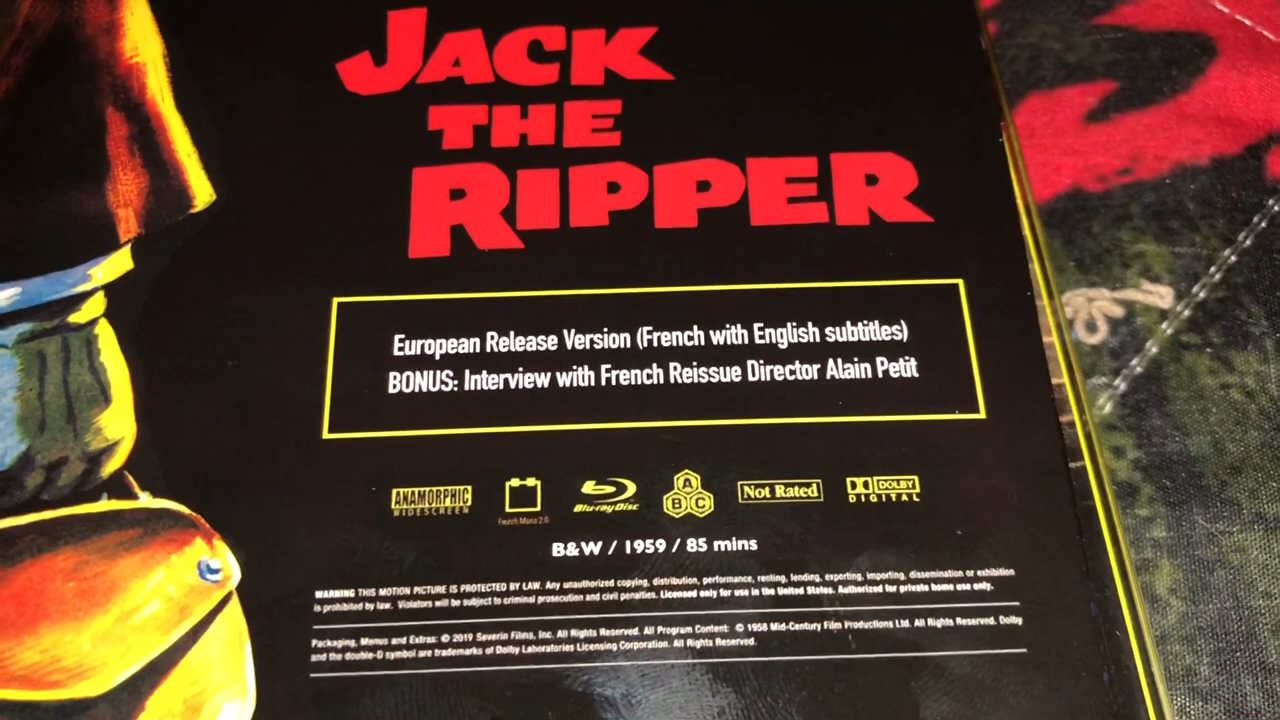 JACK
THE
RIPPER
European Release Version (French with English subtitles)
BONUS: Interview with French Reissue Director Alain Petit
ANAMORPHIC
WIDESCREEN
French Mono 2.0
Blu-ray Disc
A
B C
Not Rated
DOLBY
DIGITAL
B&W / 1959 / 85 mins
WARNING THIS MOTION PICTURE IS PROTECTED BY LAW. Any unauthorized copying, distribution, performance, renting, lending, exporting, importing, dissemination or exhibition
is prohibited by law. Violators will be subject to criminal prosecution and civil penalties. Licensed only for use in the United States. Authorized for private home use only.
Packaging, Menus and Extras: © 2019 Severin Films, Inc. All Rights Reserved. All Program Content: © 1958 Mid-Century Film Productions Ltd. All Rights Reserved. Dolby
and the double-D symbol are trademarks of Dolby Laboratories Licensing Corporation. All Rights Reserved.